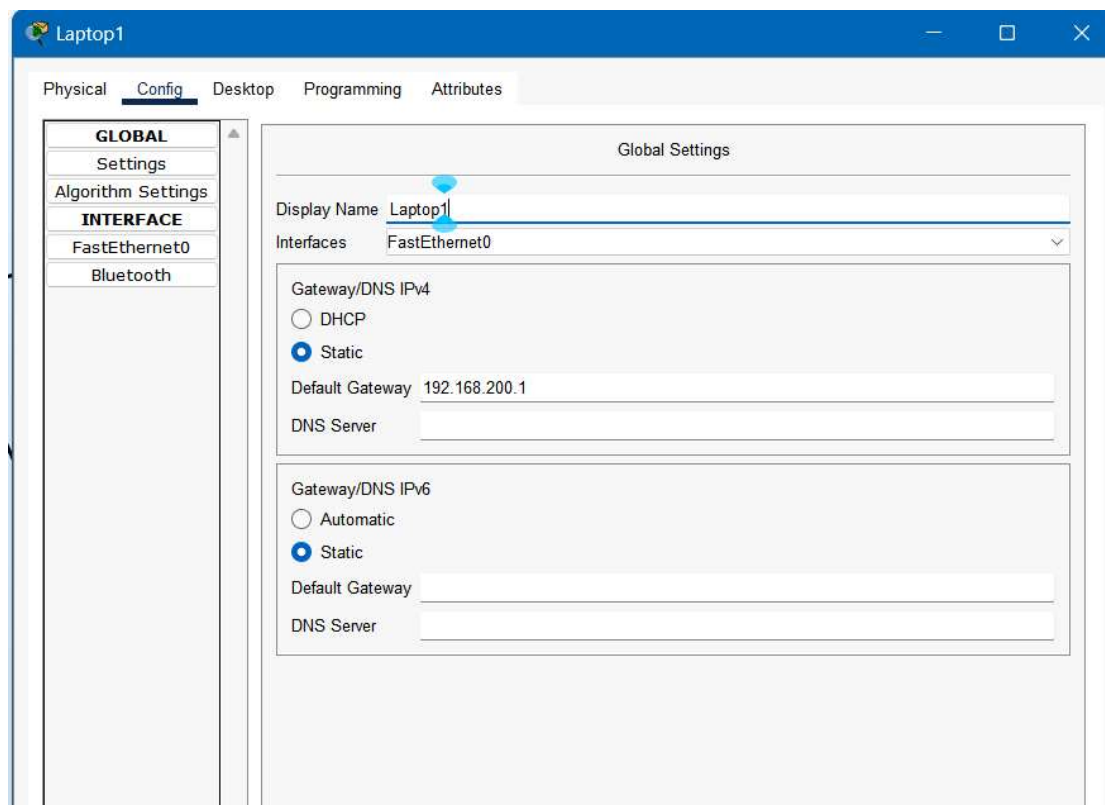 Laptop1
Physical Config Desktop Programming Attributes
GLOBAL
Settings
Algorithm Settings
INTERFACE
FastEthernet0
Bluetooth
Global Settings
Display Name Laptop1
Interfaces FastEthernet0
Gateway/DNS IPv4
DHCP
Static
Default Gateway 192.168.200.1
DNS Server
Gateway/DNS IPv6
Automatic
Static
Default Gateway
DNS Server